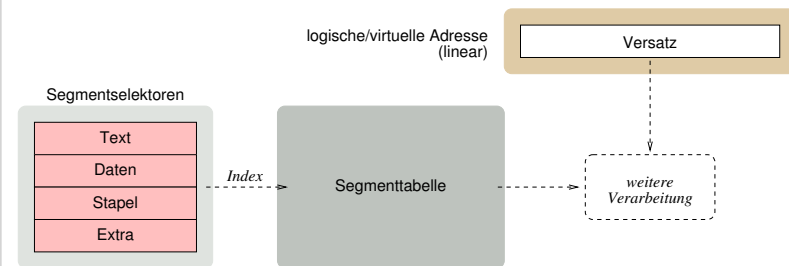 logische/virtuelle Adresse
(linear)
Versatz
Segmentselektoren
Text
Daten
Stapel
Extra
Index
Segmenttabelle
weitere
Verarbeitung